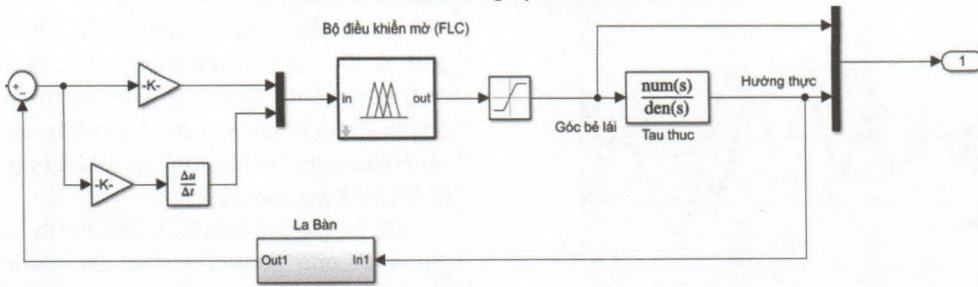 Bộ điều khiển mờ (FLC)
-K-
in
out
num(s)
den(s)
Hướng thực
1
Góc bẻ lái
Tau thuc
-K-
Δu
Δt
La Bàn
Out1
In1